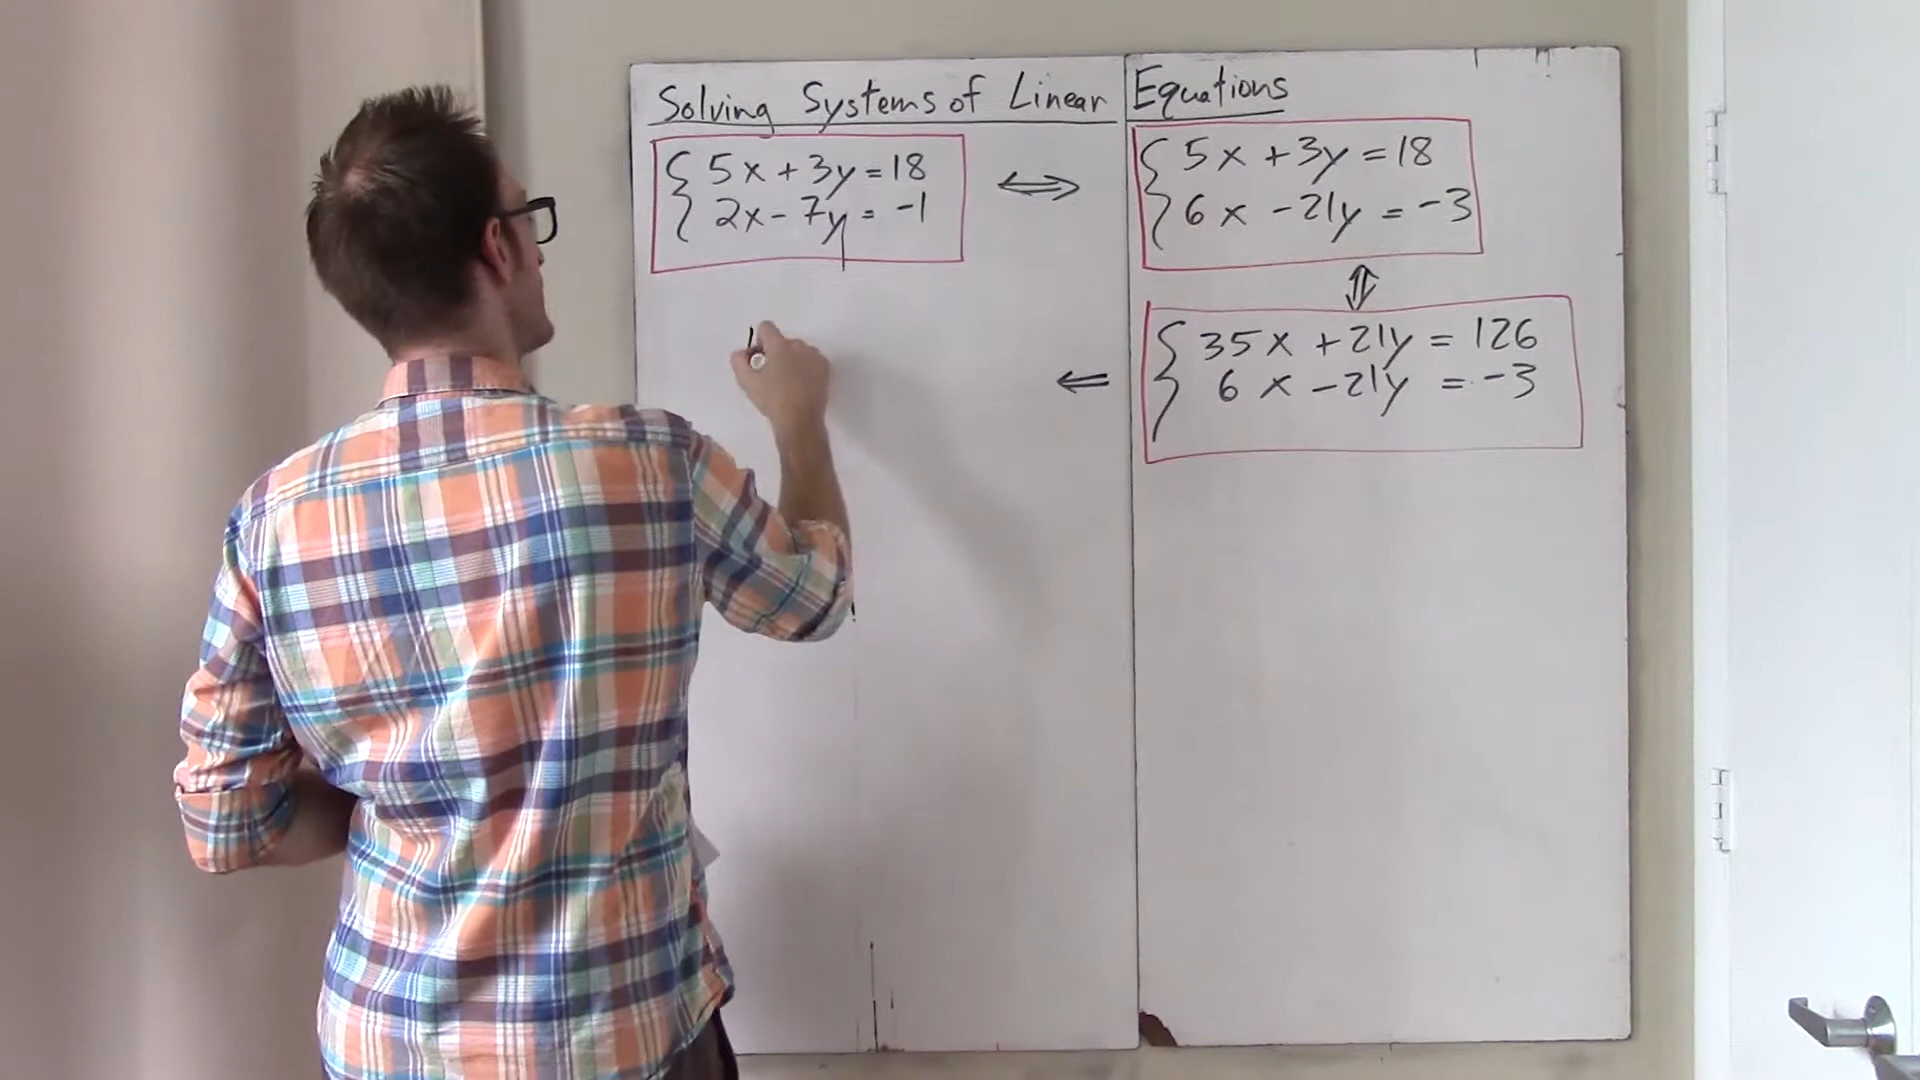 Solving Systems of Linear Equations
5x + 3y = 18
2x - 7y = -1
⟺
5x + 3y = 18
6x - 21y = -3
⇕
35x + 21y = 126
6x - 21y = -3
⇐